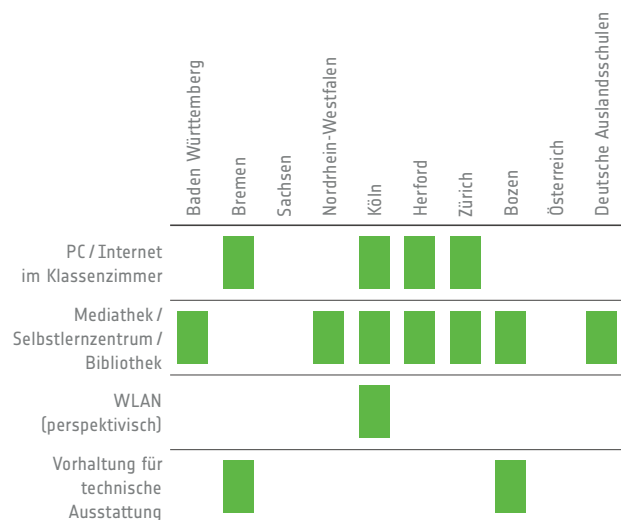 Baden Württemberg
Bremen
Sachsen
Nordrhein-Westfalen
Köln
Herford
Zürich
Bozen
Österreich
Deutsche Auslandsschulen
PC/Internet
im Klassenzimmer
Mediathek/
Selbstlernzentrum/
Bibliothek
WLAN
(perspektivisch)
Vorhaltung für
technische
Ausstattung